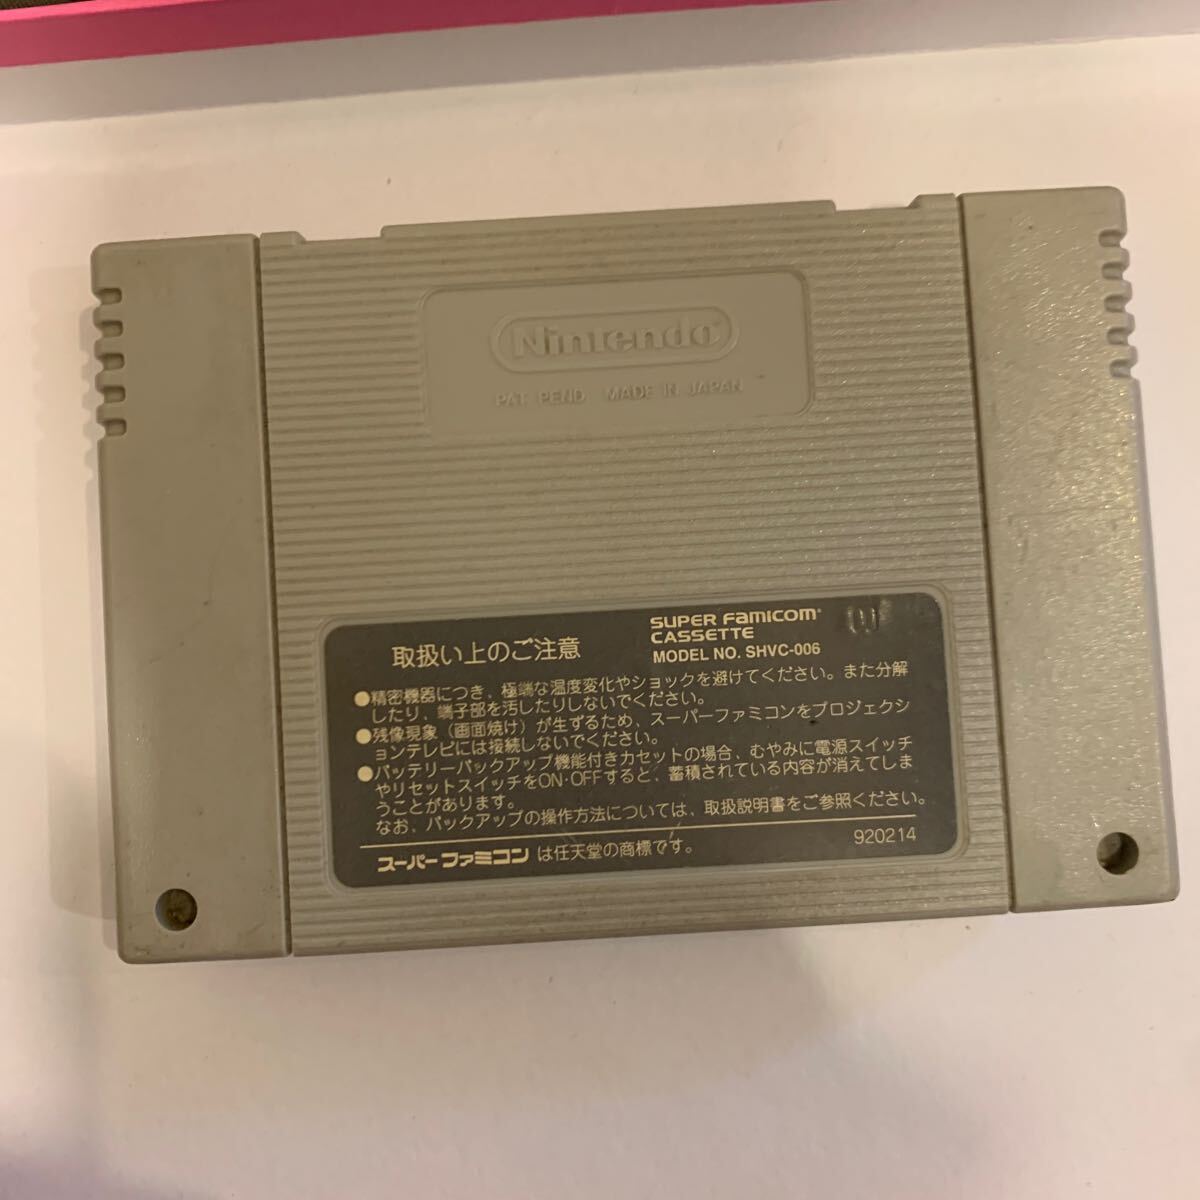 Nintendo®
PAT. PEND. MADE IN JAPAN
取扱い上のご注意
SUPER FAMICOM®
CASSETTE
MODEL NO. SHVC-006
●精密機器につき、極端な温度変化やショックを避けてください。また分解
したり、端子部を汚したりしないでください。
●残像現象（画面焼け）が生ずるため、スーパーファミコンをプロジェクシ
ョンテレビには接続しないでください。
●バッテリーバックアップ機能付きカセットの場合、むやみに電源スイッチ
やリセットスイッチをON・OFFすると、蓄積されている内容が消えてしま
うことがあります。
なお、バックアップの操作方法については、取扱説明書をご参照ください。
スーパーファミコンは任天堂の商標です。
920214